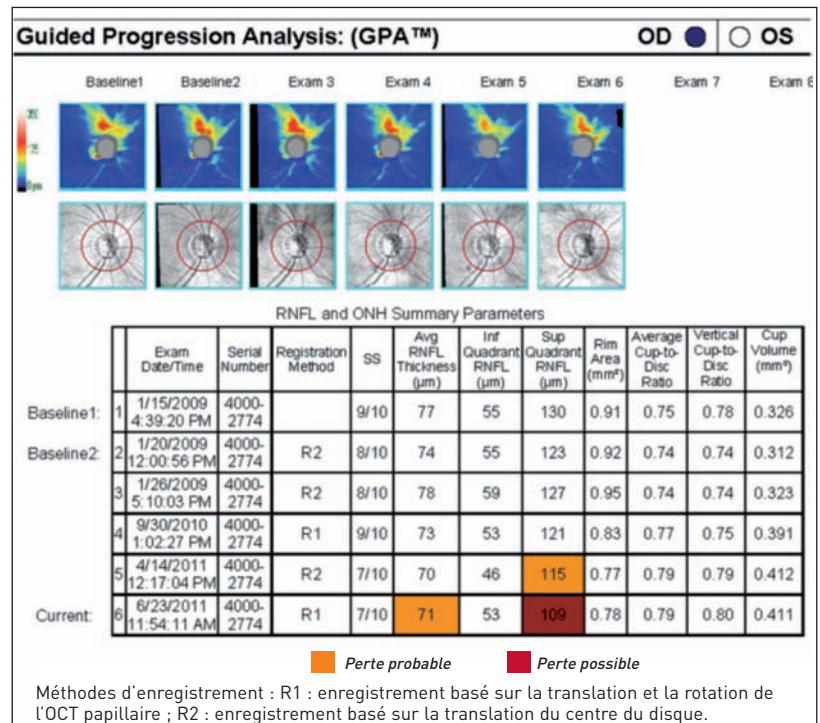 Guided Progression Analysis: (GPA™) OD OS
Baseline1 Baseline2 Exam 3 Exam 4 Exam 5 Exam 6 Exam 7 Exam 8
0 µm
RNFL and ONH Summary Parameters
Exam Date/Time Serial Number Registration Method SS Avg RNFL Thickness (µm) Inf Quadrant RNFL (µm) Sup Quadrant RNFL (µm) Rim Area (mm²) Average Cup-to-Disc Ratio Vertical Cup-to-Disc Ratio Cup Volume (mm³)
Baseline1: 1 1/15/2009 4:39:20 PM 4000-2774 9/10 77 55 130 0.91 0.75 0.78 0.326
Baseline2: 2 1/20/2009 12:00:56 PM 4000-2774 R2 8/10 74 55 123 0.92 0.74 0.74 0.312
3 1/26/2009 5:10:03 PM 4000-2774 R2 8/10 78 59 127 0.95 0.74 0.74 0.323
4 9/30/2010 1:02:27 PM 4000-2774 R1 9/10 73 53 121 0.83 0.77 0.75 0.391
5 4/14/2011 12:17:04 PM 4000-2774 R2 7/10 70 46 115 0.77 0.79 0.79 0.412
Current: 6 6/23/2011 11:54:11 AM 4000-2774 R1 7/10 71 53 109 0.78 0.79 0.80 0.411
Perte probable Perte possible
Méthodes d'enregistrement : R1 : enregistrement basé sur la translation et la rotation de
l'OCT papillaire ; R2 : enregistrement basé sur la translation du centre du disque.